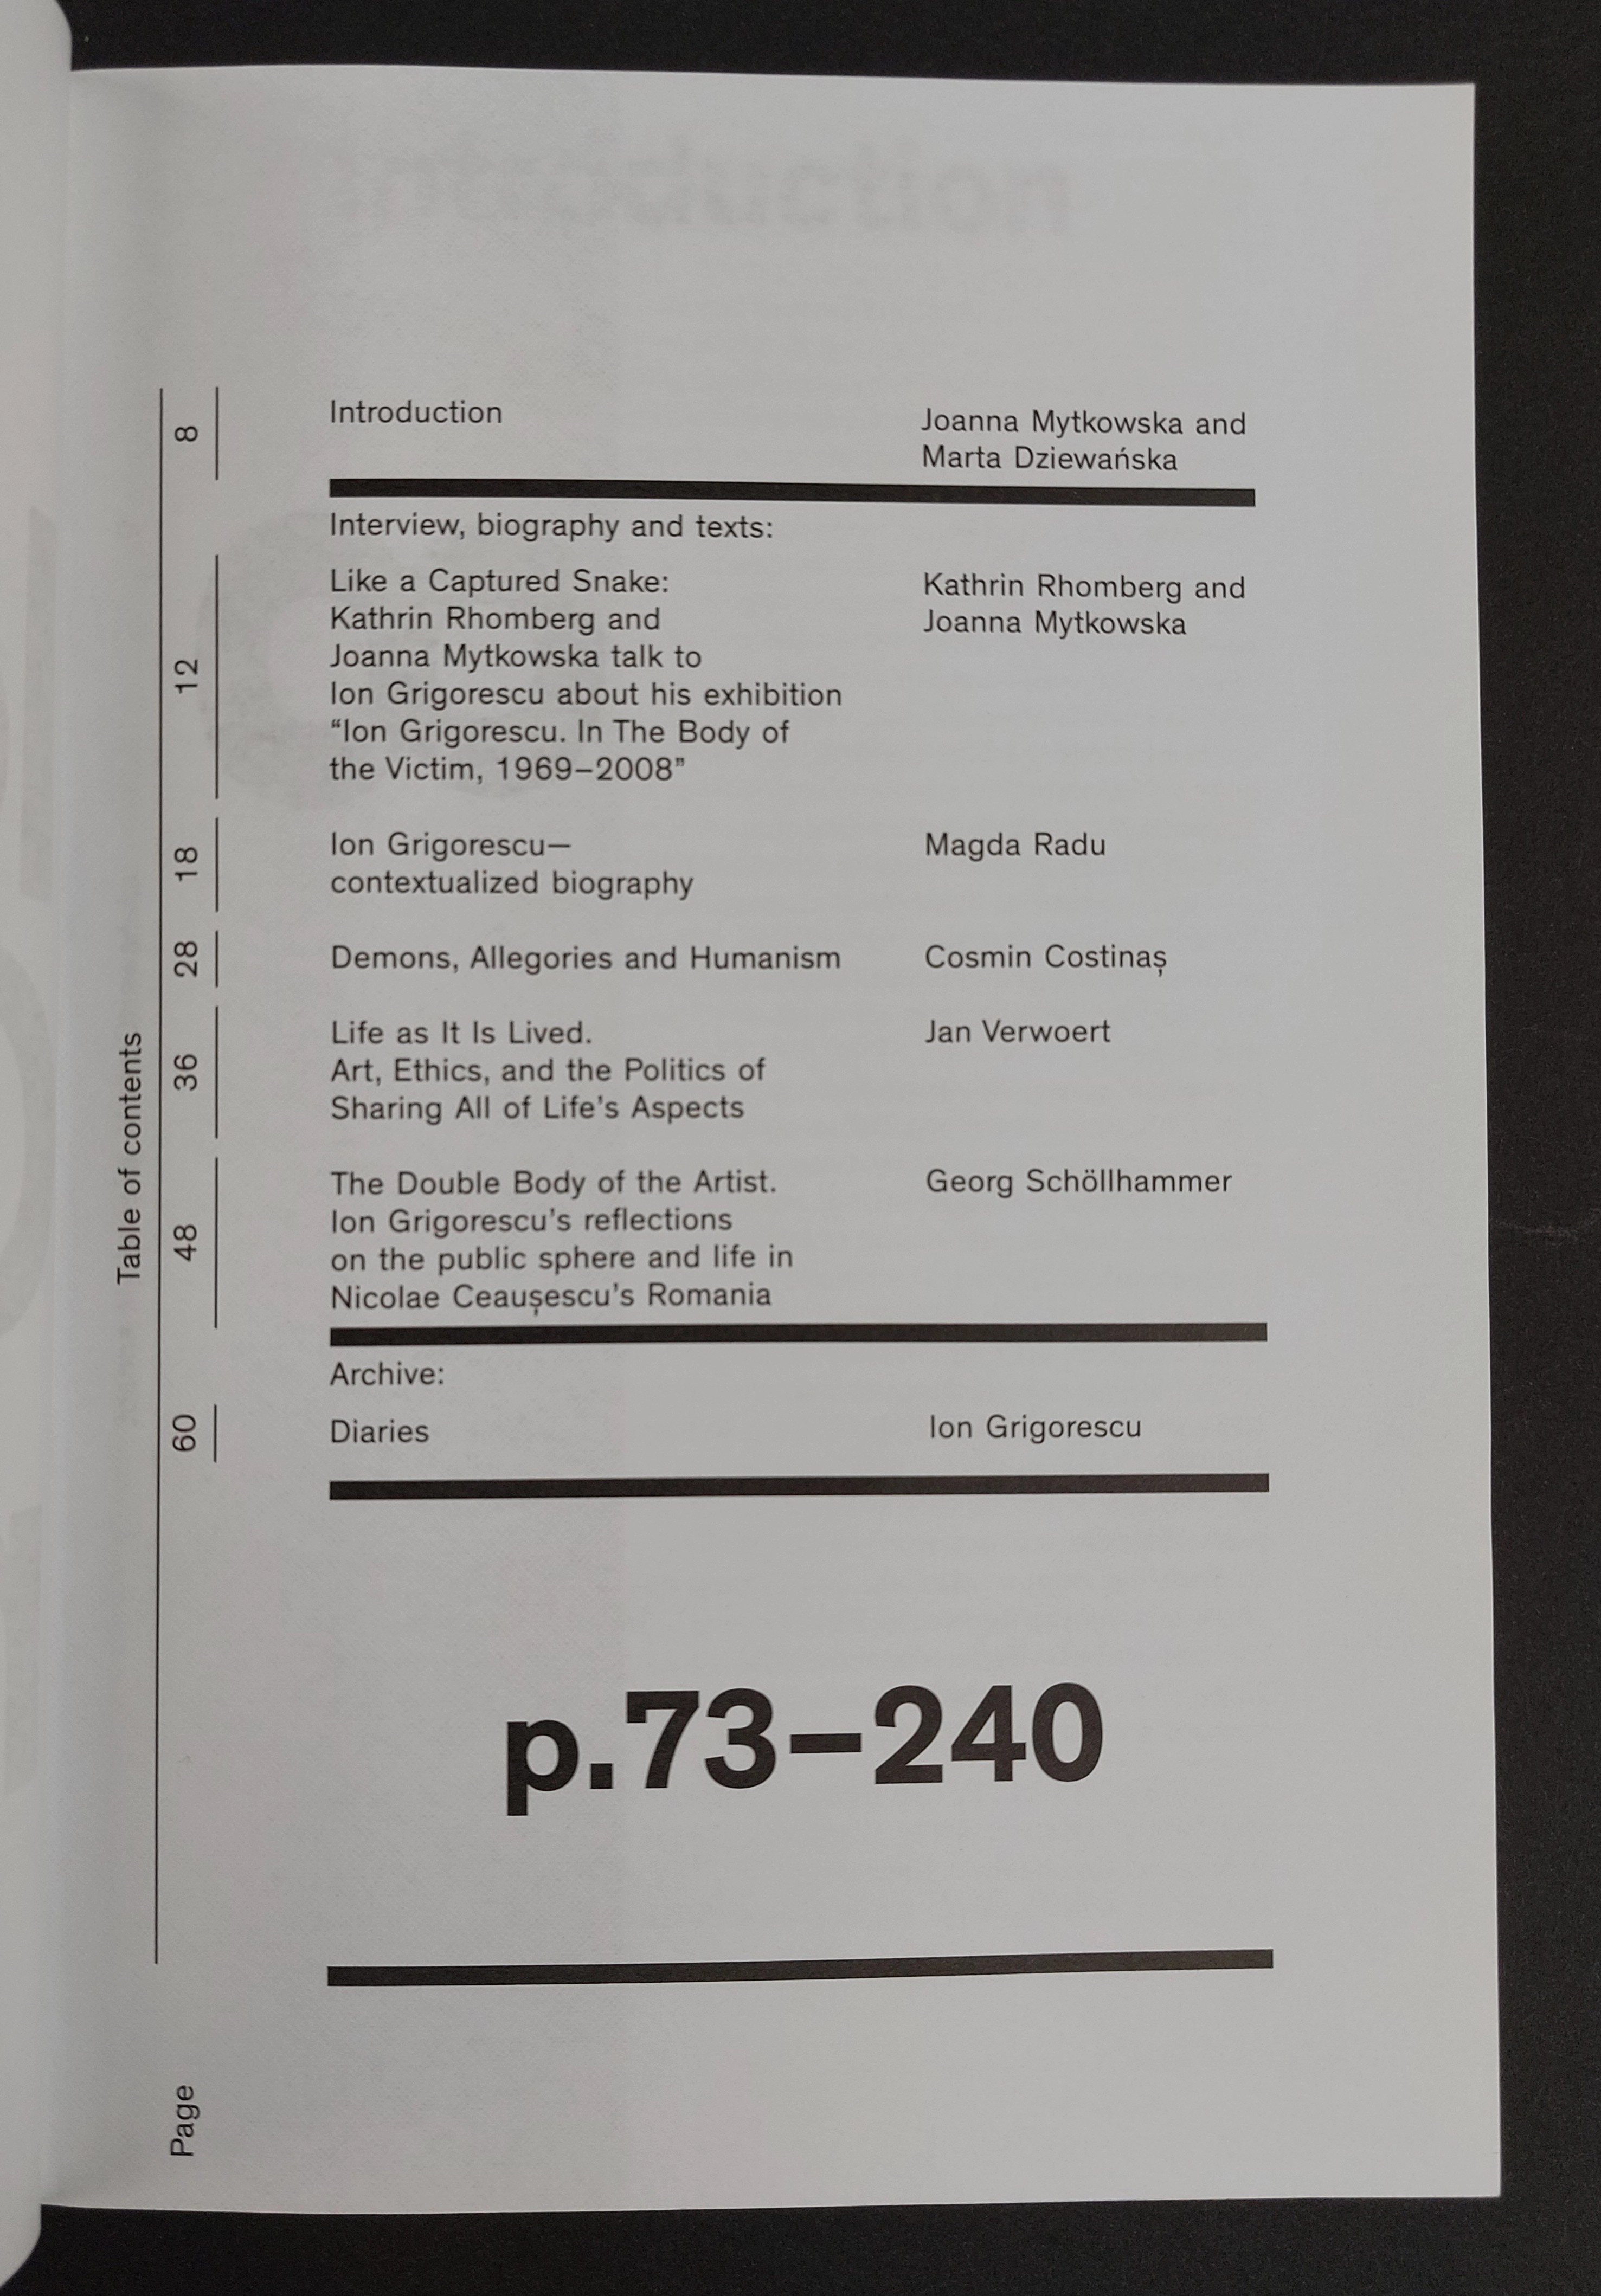 Table of contents
Page
8
Introduction
Joanna Mytkowska and
Marta Dziewańska
Interview, biography and texts:
12
Like a Captured Snake:
Kathrin Rhomberg and
Joanna Mytkowska talk to
Ion Grigorescu about his exhibition
“Ion Grigorescu. In The Body of
the Victim, 1969–2008”
Kathrin Rhomberg and
Joanna Mytkowska
18
Ion Grigorescu—
contextualized biography
Magda Radu
28
Demons, Allegories and Humanism
Cosmin Costinaș
36
Life as It Is Lived.
Art, Ethics, and the Politics of
Sharing All of Life’s Aspects
Jan Verwoert
48
The Double Body of the Artist.
Ion Grigorescu’s reflections
on the public sphere and life in
Nicolae Ceaușescu’s Romania
Georg Schöllhammer
Archive:
60
Diaries
Ion Grigorescu
p.73–240